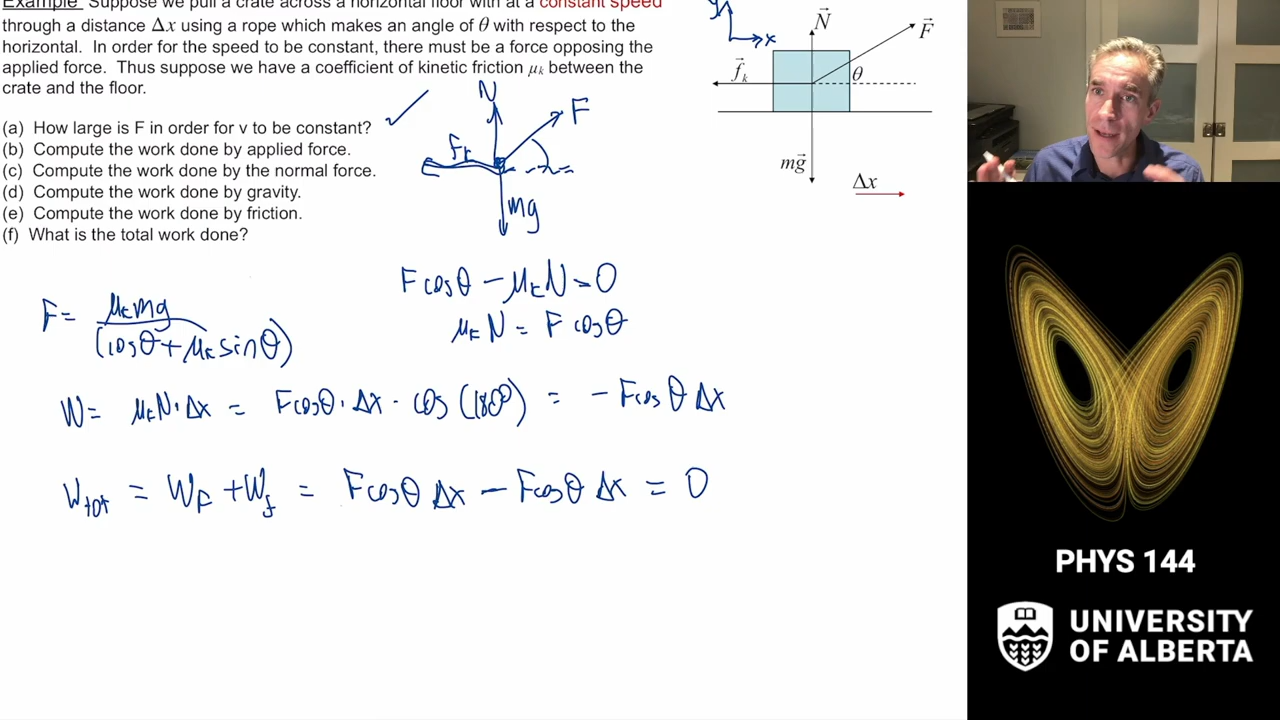 Example Suppose we pull a crate across a horizontal floor with at a constant speed
through a distance Δx using a rope which makes an angle of θ with respect to the
horizontal. In order for the speed to be constant, there must be a force opposing the
applied force. Thus suppose we have a coefficient of kinetic friction μk between the
crate and the floor.
(a) How large is F in order for v to be constant?
(b) Compute the work done by applied force.
(c) Compute the work done by the normal force.
(d) Compute the work done by gravity.
(e) Compute the work done by friction.
(f) What is the total work done?
y
x
N⃗
F⃗
f⃗k
θ
mg⃗
Δx
N
F
fk
mg
F cosθ − μk N = 0
μk N = F cosθ
F = μk mg / (cosθ + μk sinθ)
W = μk N · Δx = F cosθ · Δx · cos (180°) = − F cosθ Δx
Wtot = WF + Wf = F cosθ Δx − F cosθ Δx = 0
PHYS 144
UNIVERSITY
OF ALBERTA